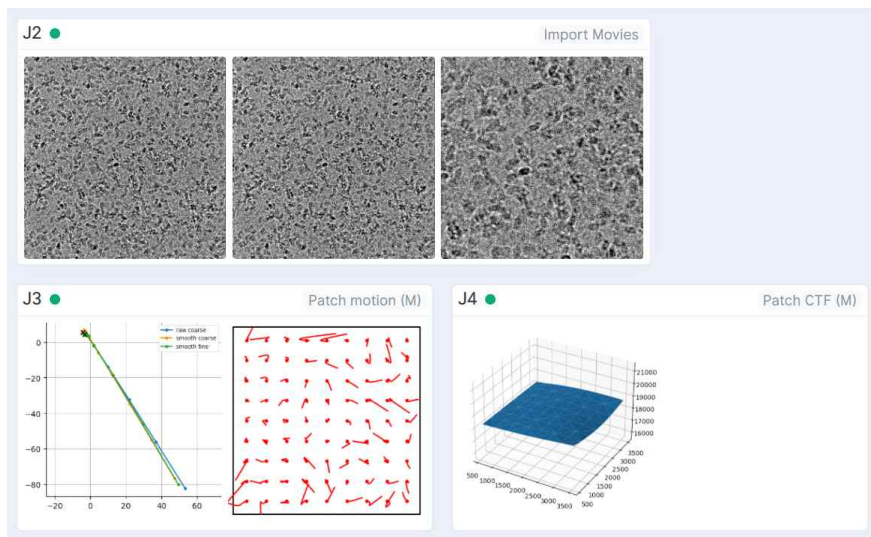 J2
Import Movies
J3
Patch motion (M)
raw coarse
smooth coarse
smooth fine
0
−20
−40
−60
−80
−20 0 20 40 60
J4
Patch CTF (M)
21000
20000
19000
18000
17000
16000
500 1000 1500 2000 2500 3000 3500
500 1000 1500 2000 2500 3000 3500